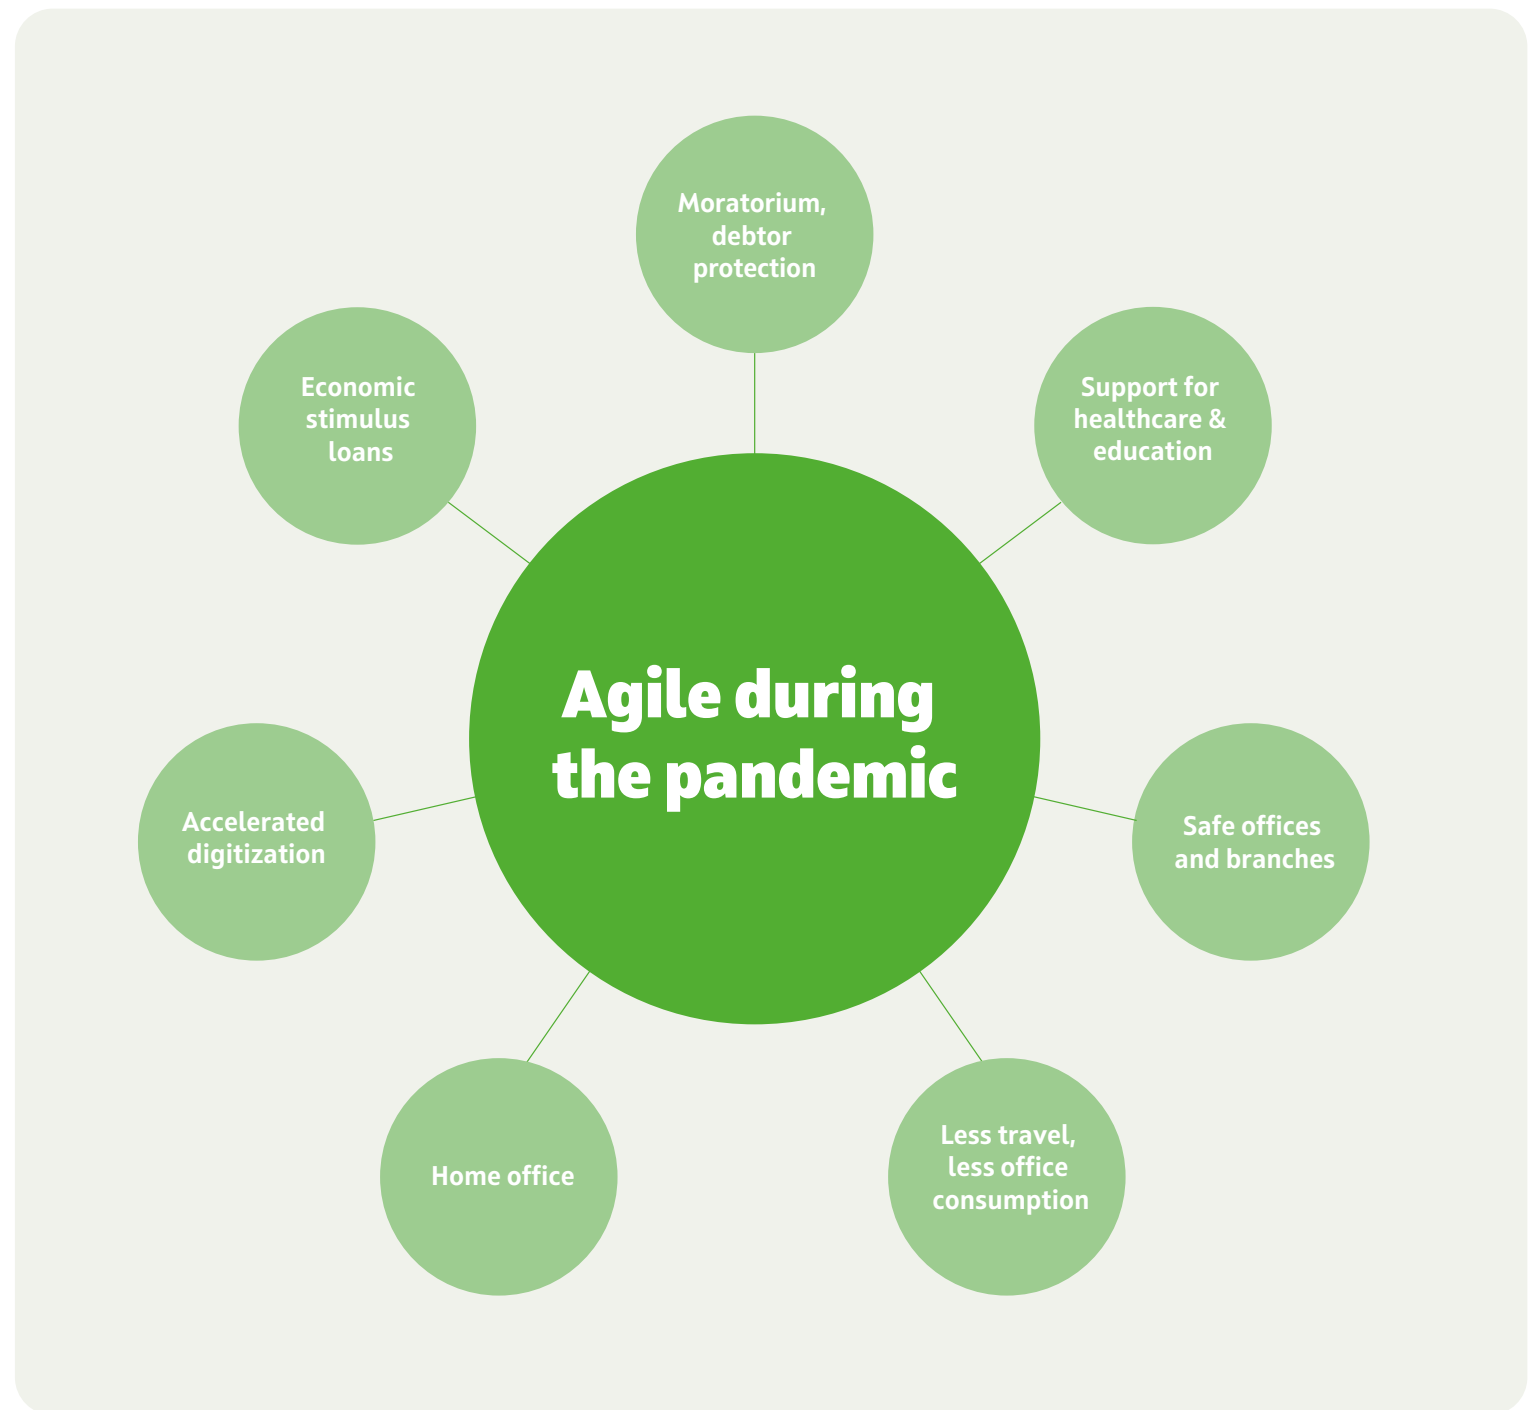 Moratorium,
debtor
protection
Economic
stimulus
loans
Support for
healthcare &
education
Agile during
the pandemic
Accelerated
digitization
Safe offices
and branches
Home office
Less travel,
less office
consumption